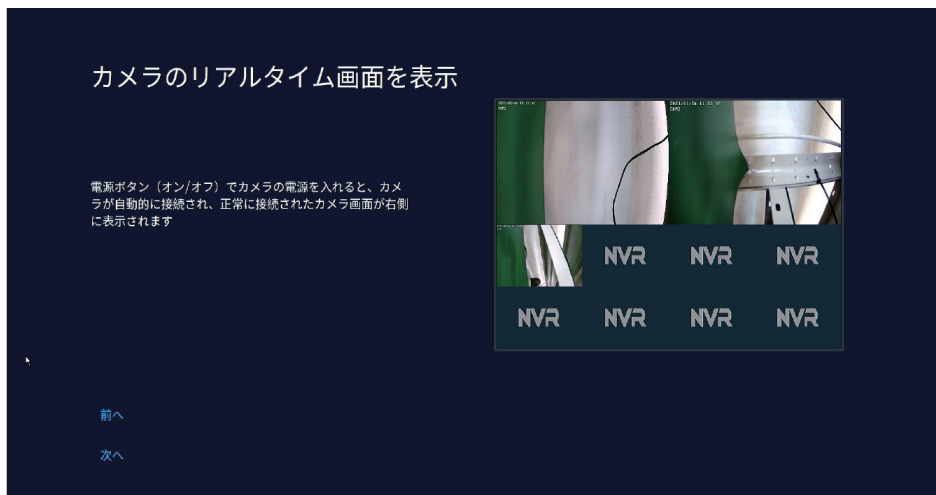 カメラのリアルタイム画面を表示
電源ボタン（オン/オフ）でカメラの電源を入れると、カメ
ラが自動的に接続され、正常に接続されたカメラ画面が右側
に表示されます
NVR NVR NVR
NVR NVR NVR NVR
前へ
次へ